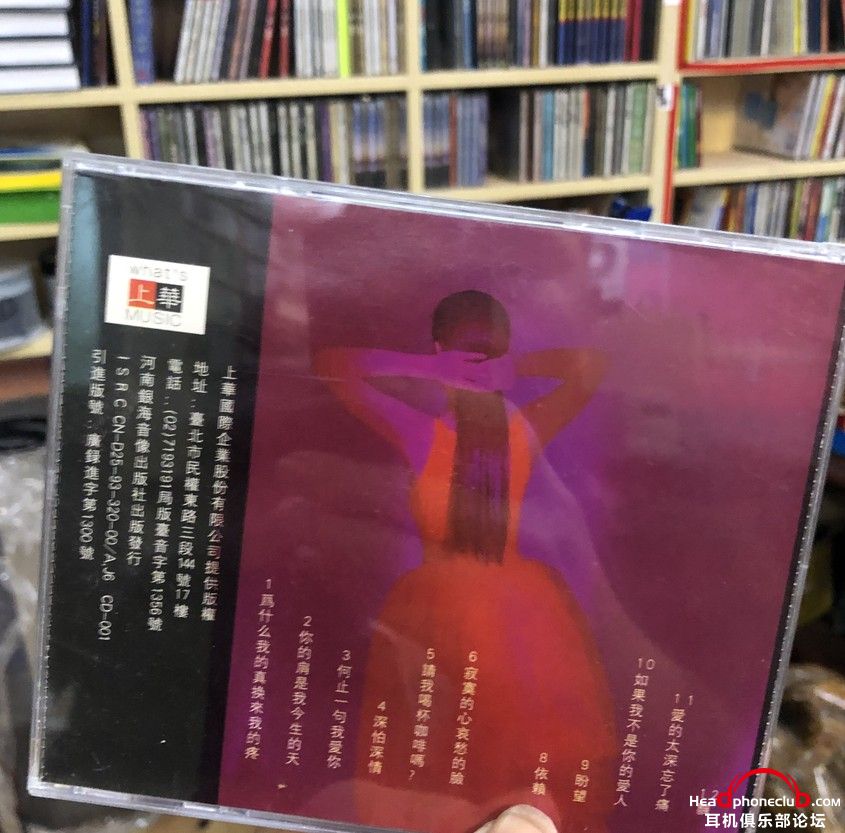 what's
上華
MUSIC
上華國際企業股份有限公司提供版權
地址：臺北市民權東路三段144號17樓
電話：(02)7193191局版臺音字第1356號
河南銀海音像出版社出版發行
ISRC CN-D25-93-320-00/A.J6 CD-001
引進版號：廣録進字第1300號
1 爲什么我的真換來我的疼
2 你的肩是我今生的天
3 何止一句我愛你
4 深怕深情
5 請我喝杯咖啡嗎？
6 寂寞的心哀愁的臉
8 依賴
9 盼望
10 如果我不是你的愛人
11 愛的太深忘了痛
12
Headphoneclub.com
耳机俱乐部论坛